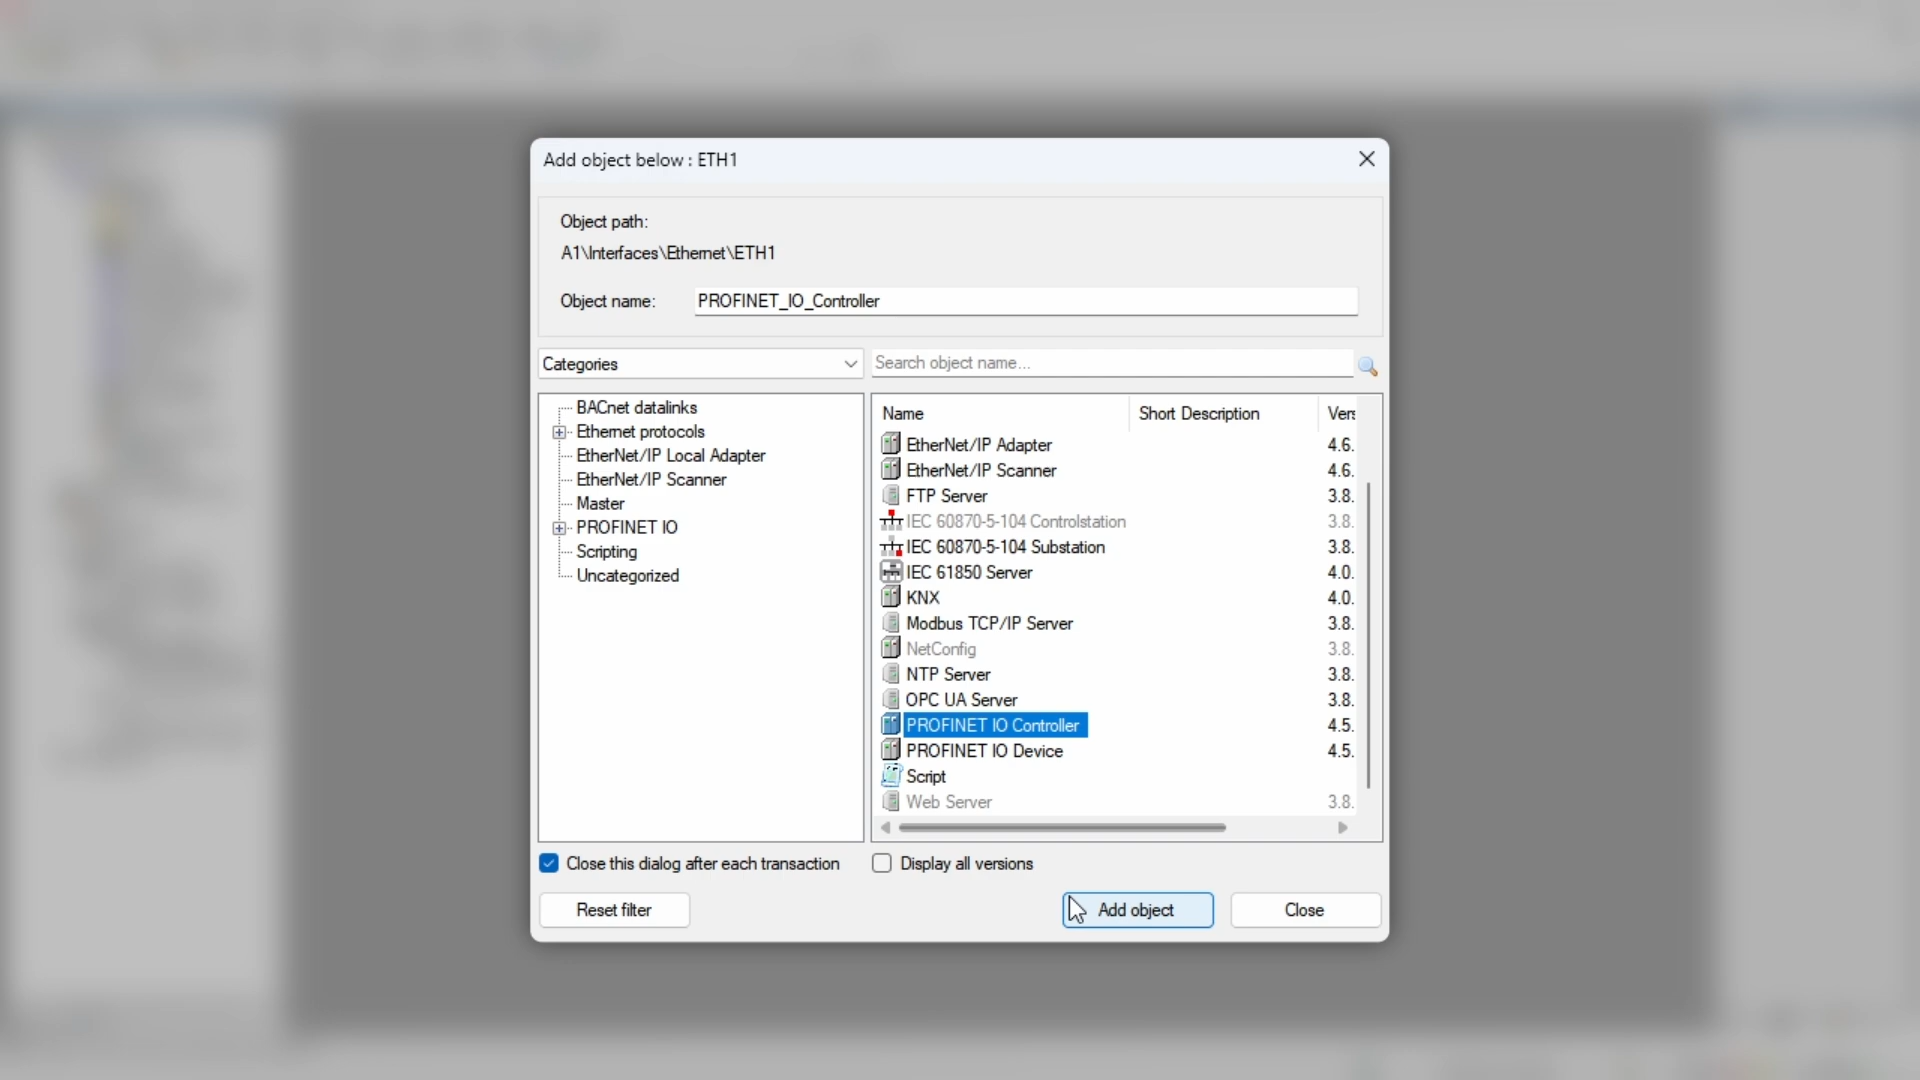 Add object below : ETH1
Object path:
A1\Interfaces\Ethernet\ETH1
Object name: PROFINET_IO_Controller
Categories
Search object name...
BACnet datalinks
Ethernet protocols
EtherNet/IP Local Adapter
EtherNet/IP Scanner
Master
PROFINET IO
Scripting
Uncategorized
Name Short Description Vers
EtherNet/IP Adapter 4.6.
EtherNet/IP Scanner 4.6.
FTP Server 3.8.
IEC 60870-5-104 Controlstation 3.8.
IEC 60870-5-104 Substation 3.8.
IEC 61850 Server 4.0.
KNX 4.0.
Modbus TCP/IP Server 3.8.
NetConfig 3.8.
NTP Server 3.8.
OPC UA Server 3.8.
PROFINET IO Controller 4.5.
PROFINET IO Device 4.5.
Script
Web Server 3.8.
Close this dialog after each transaction
Display all versions
Reset filter
Add object
Close